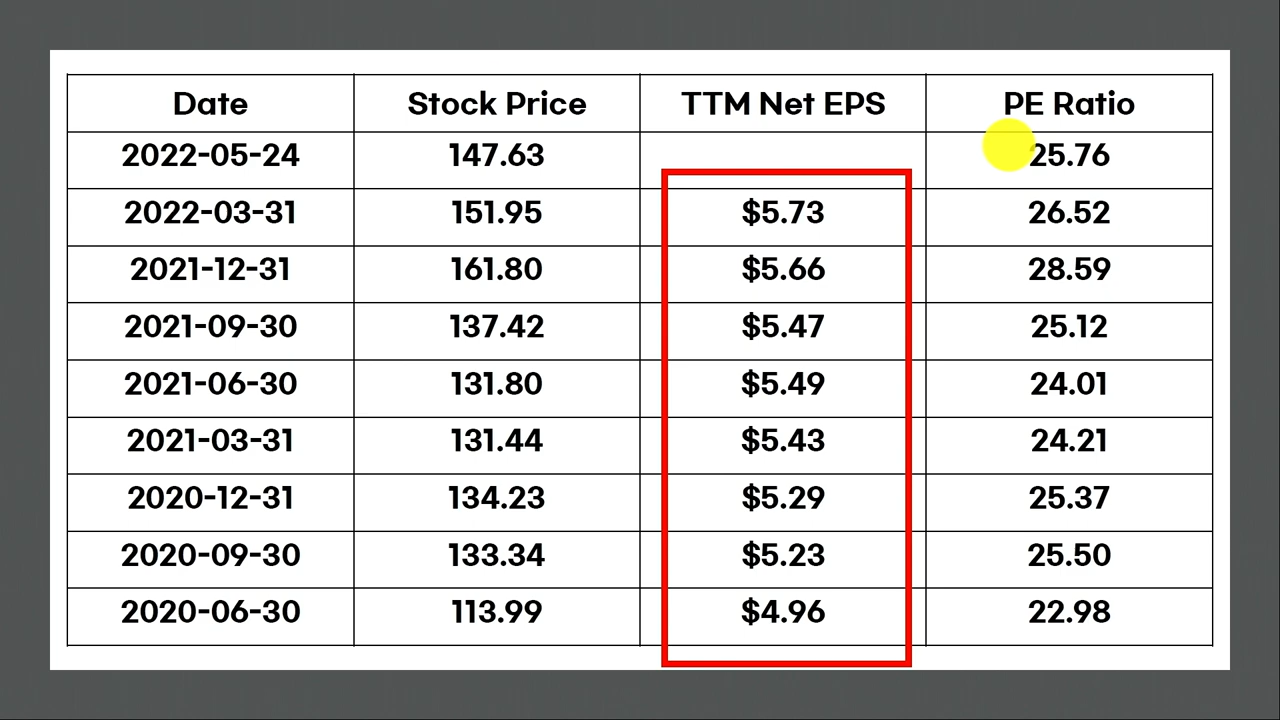 Date Stock Price TTM Net EPS PE Ratio
2022-05-24 147.63 25.76
2022-03-31 151.95 $5.73 26.52
2021-12-31 161.80 $5.66 28.59
2021-09-30 137.42 $5.47 25.12
2021-06-30 131.80 $5.49 24.01
2021-03-31 131.44 $5.43 24.21
2020-12-31 134.23 $5.29 25.37
2020-09-30 133.34 $5.23 25.50
2020-06-30 113.99 $4.96 22.98